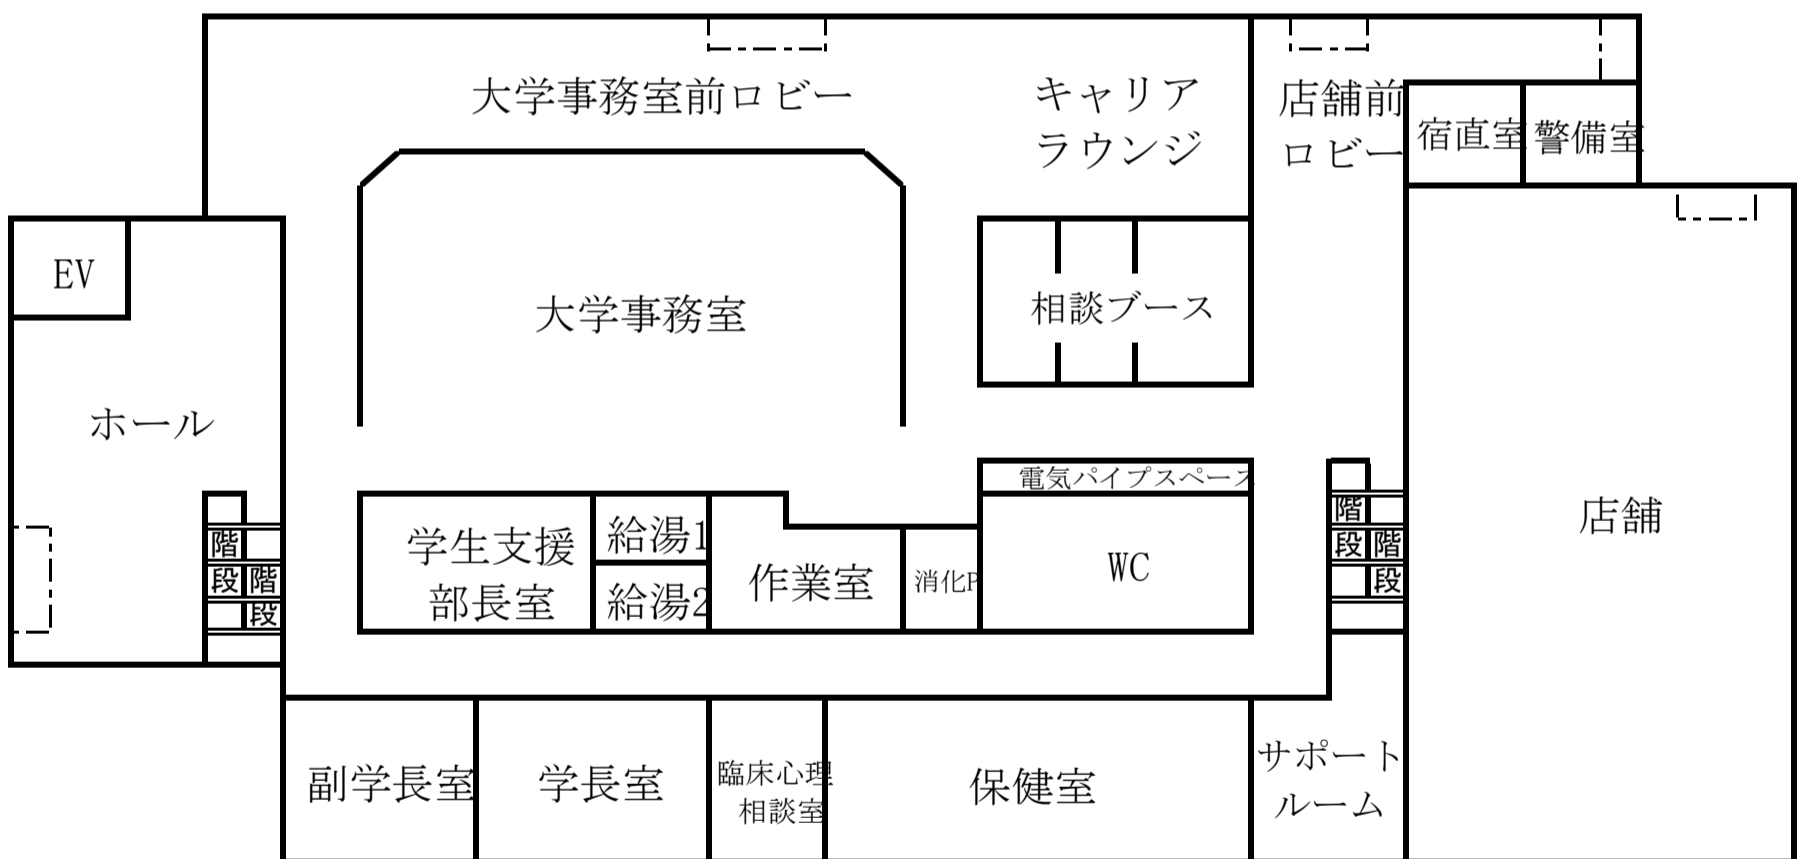 大学事務室前ロビー
キャリア
ラウンジ
店舗前
ロビー
宿直室
警備室
EV
大学事務室
相談ブース
ホール
電気パイプスペース
店舗
階
段
階
段
学生支援
部長室
給湯1
給湯2
作業室
消化P
WC
階
段
階
段
副学長室
学長室
臨床心理
相談室
保健室
サポート
ルーム